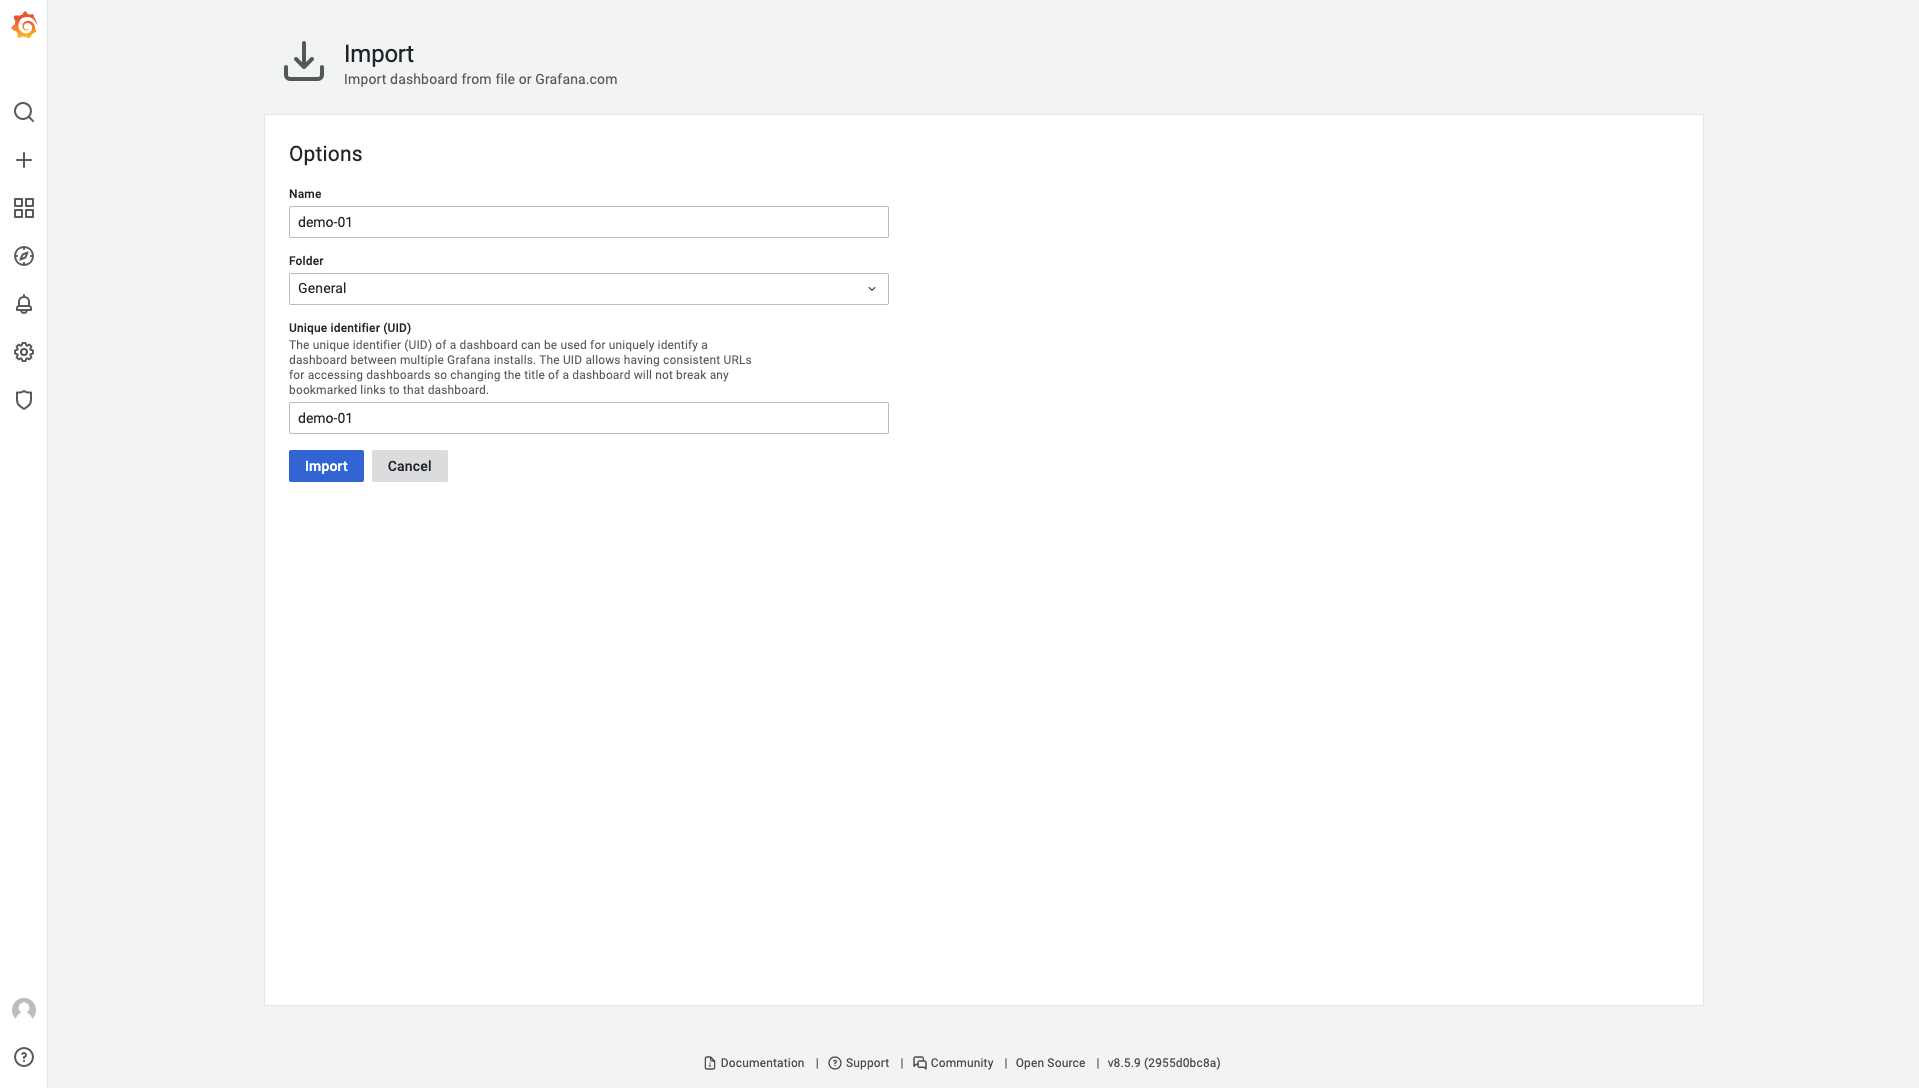 Import
Import dashboard from file or Grafana.com
Options
Name
demo-01
Folder
General
Unique identifier (UID)
The unique identifier (UID) of a dashboard can be used for uniquely identify a
dashboard between multiple Grafana installs. The UID allows having consistent URLs
for accessing dashboards so changing the title of a dashboard will not break any
bookmarked links to that dashboard.
demo-01
Import Cancel
Documentation | Support | Community | Open Source | v8.5.9 (2955d0bc8a)